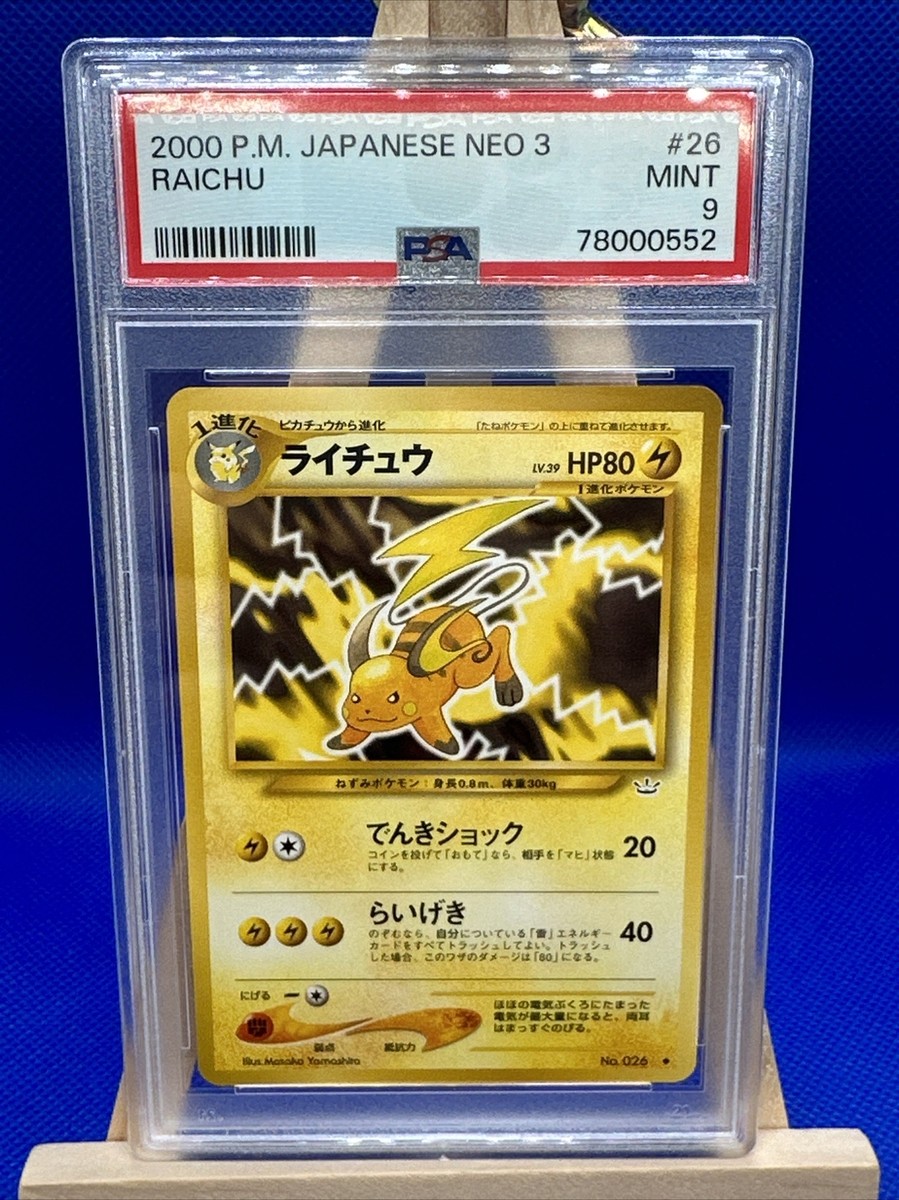 2000 P.M. JAPANESE NEO 3 #26
RAICHU MINT
9
PSA 78000552
1進化 ピカチュウから進化 「たねポケモン」の上に重ねて進化させます。
ライチュウ LV.39 HP80
1進化ポケモン
ねずみポケモン:身長0.8m、体重30kg
でんきショック 20
コインを投げて「おもて」なら、相手を「マヒ」状態
にする。
らいげき 40
のぞむなら、自分についている「雷」エネルギー
カードをすべてトラッシュしてよい。トラッシュ
した場合、このワザのダメージは「80」になる。
にげる
弱点 抵抗力
ほほの電気ぶくろにたまった
電気が最大量になると、両耳
はまっすぐのびる。
Illus. Masako Yamashita No. 026